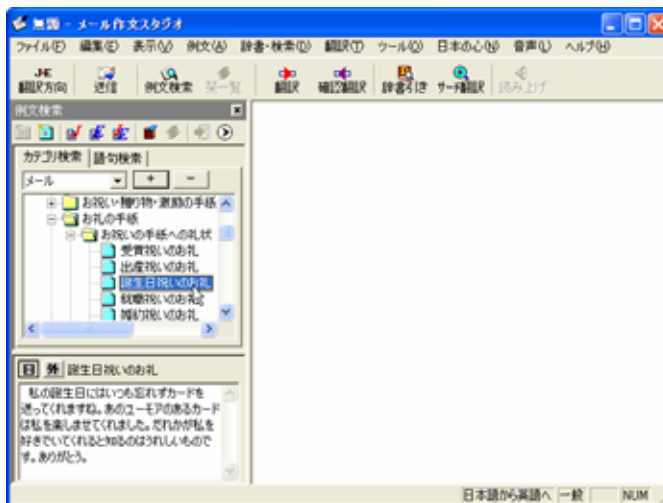 無題 - メール作文スタジオ
ファイル(F) 編集(E) 表示(V) 例文(A) 辞書・検索(D) 翻訳(T) ツール(O) 日本の心(N) 音声(L) ヘルプ(H)
J-E
翻訳方向 送信 例文検索 栞一覧 翻訳 確認翻訳 辞書引き サーチ翻訳 読み上げ
例文検索
カテゴリ検索 語句検索
メール + -
お祝い・贈り物・激励の手紙
お礼の手紙
お祝いの手紙への礼状
受賞祝いのお礼
出産祝いのお礼
誕生日祝いのお礼
就職祝いのお礼
婚約祝いのお礼
日 外 誕生日祝いのお礼
私の誕生日にはいつも忘れずカードを
送ってくれますね。あのユーモアのあるカード
は私を楽しませてくれました。だれかが私を
好きでいてくれると知るのはうれしいもので
す。ありがとう。
日本語から英語へ 一般 NUM